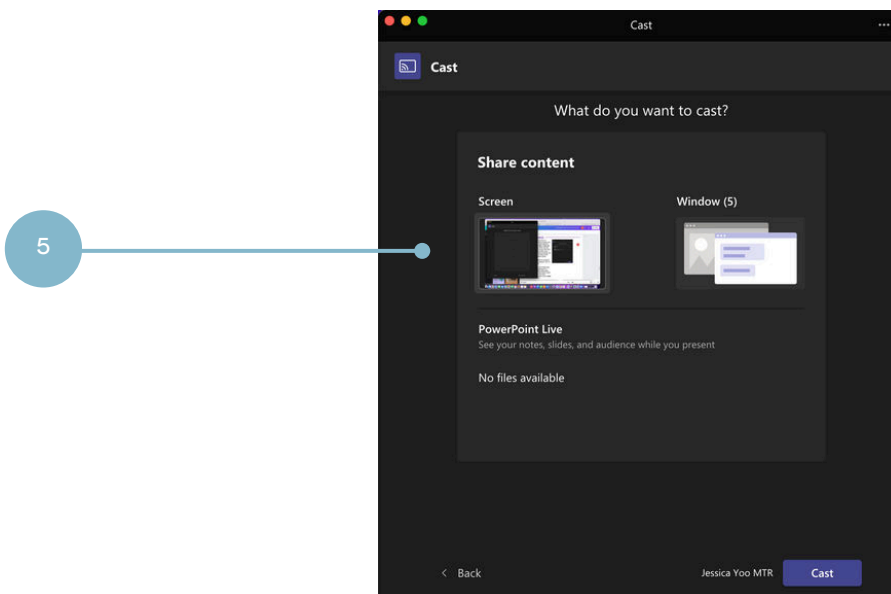 Cast
Cast
What do you want to cast?
Share content
Screen
Window (5)
5
PowerPoint Live
See your notes, slides, and audience while you present
No files available
Back
Jessica Yoo MTR
Cast